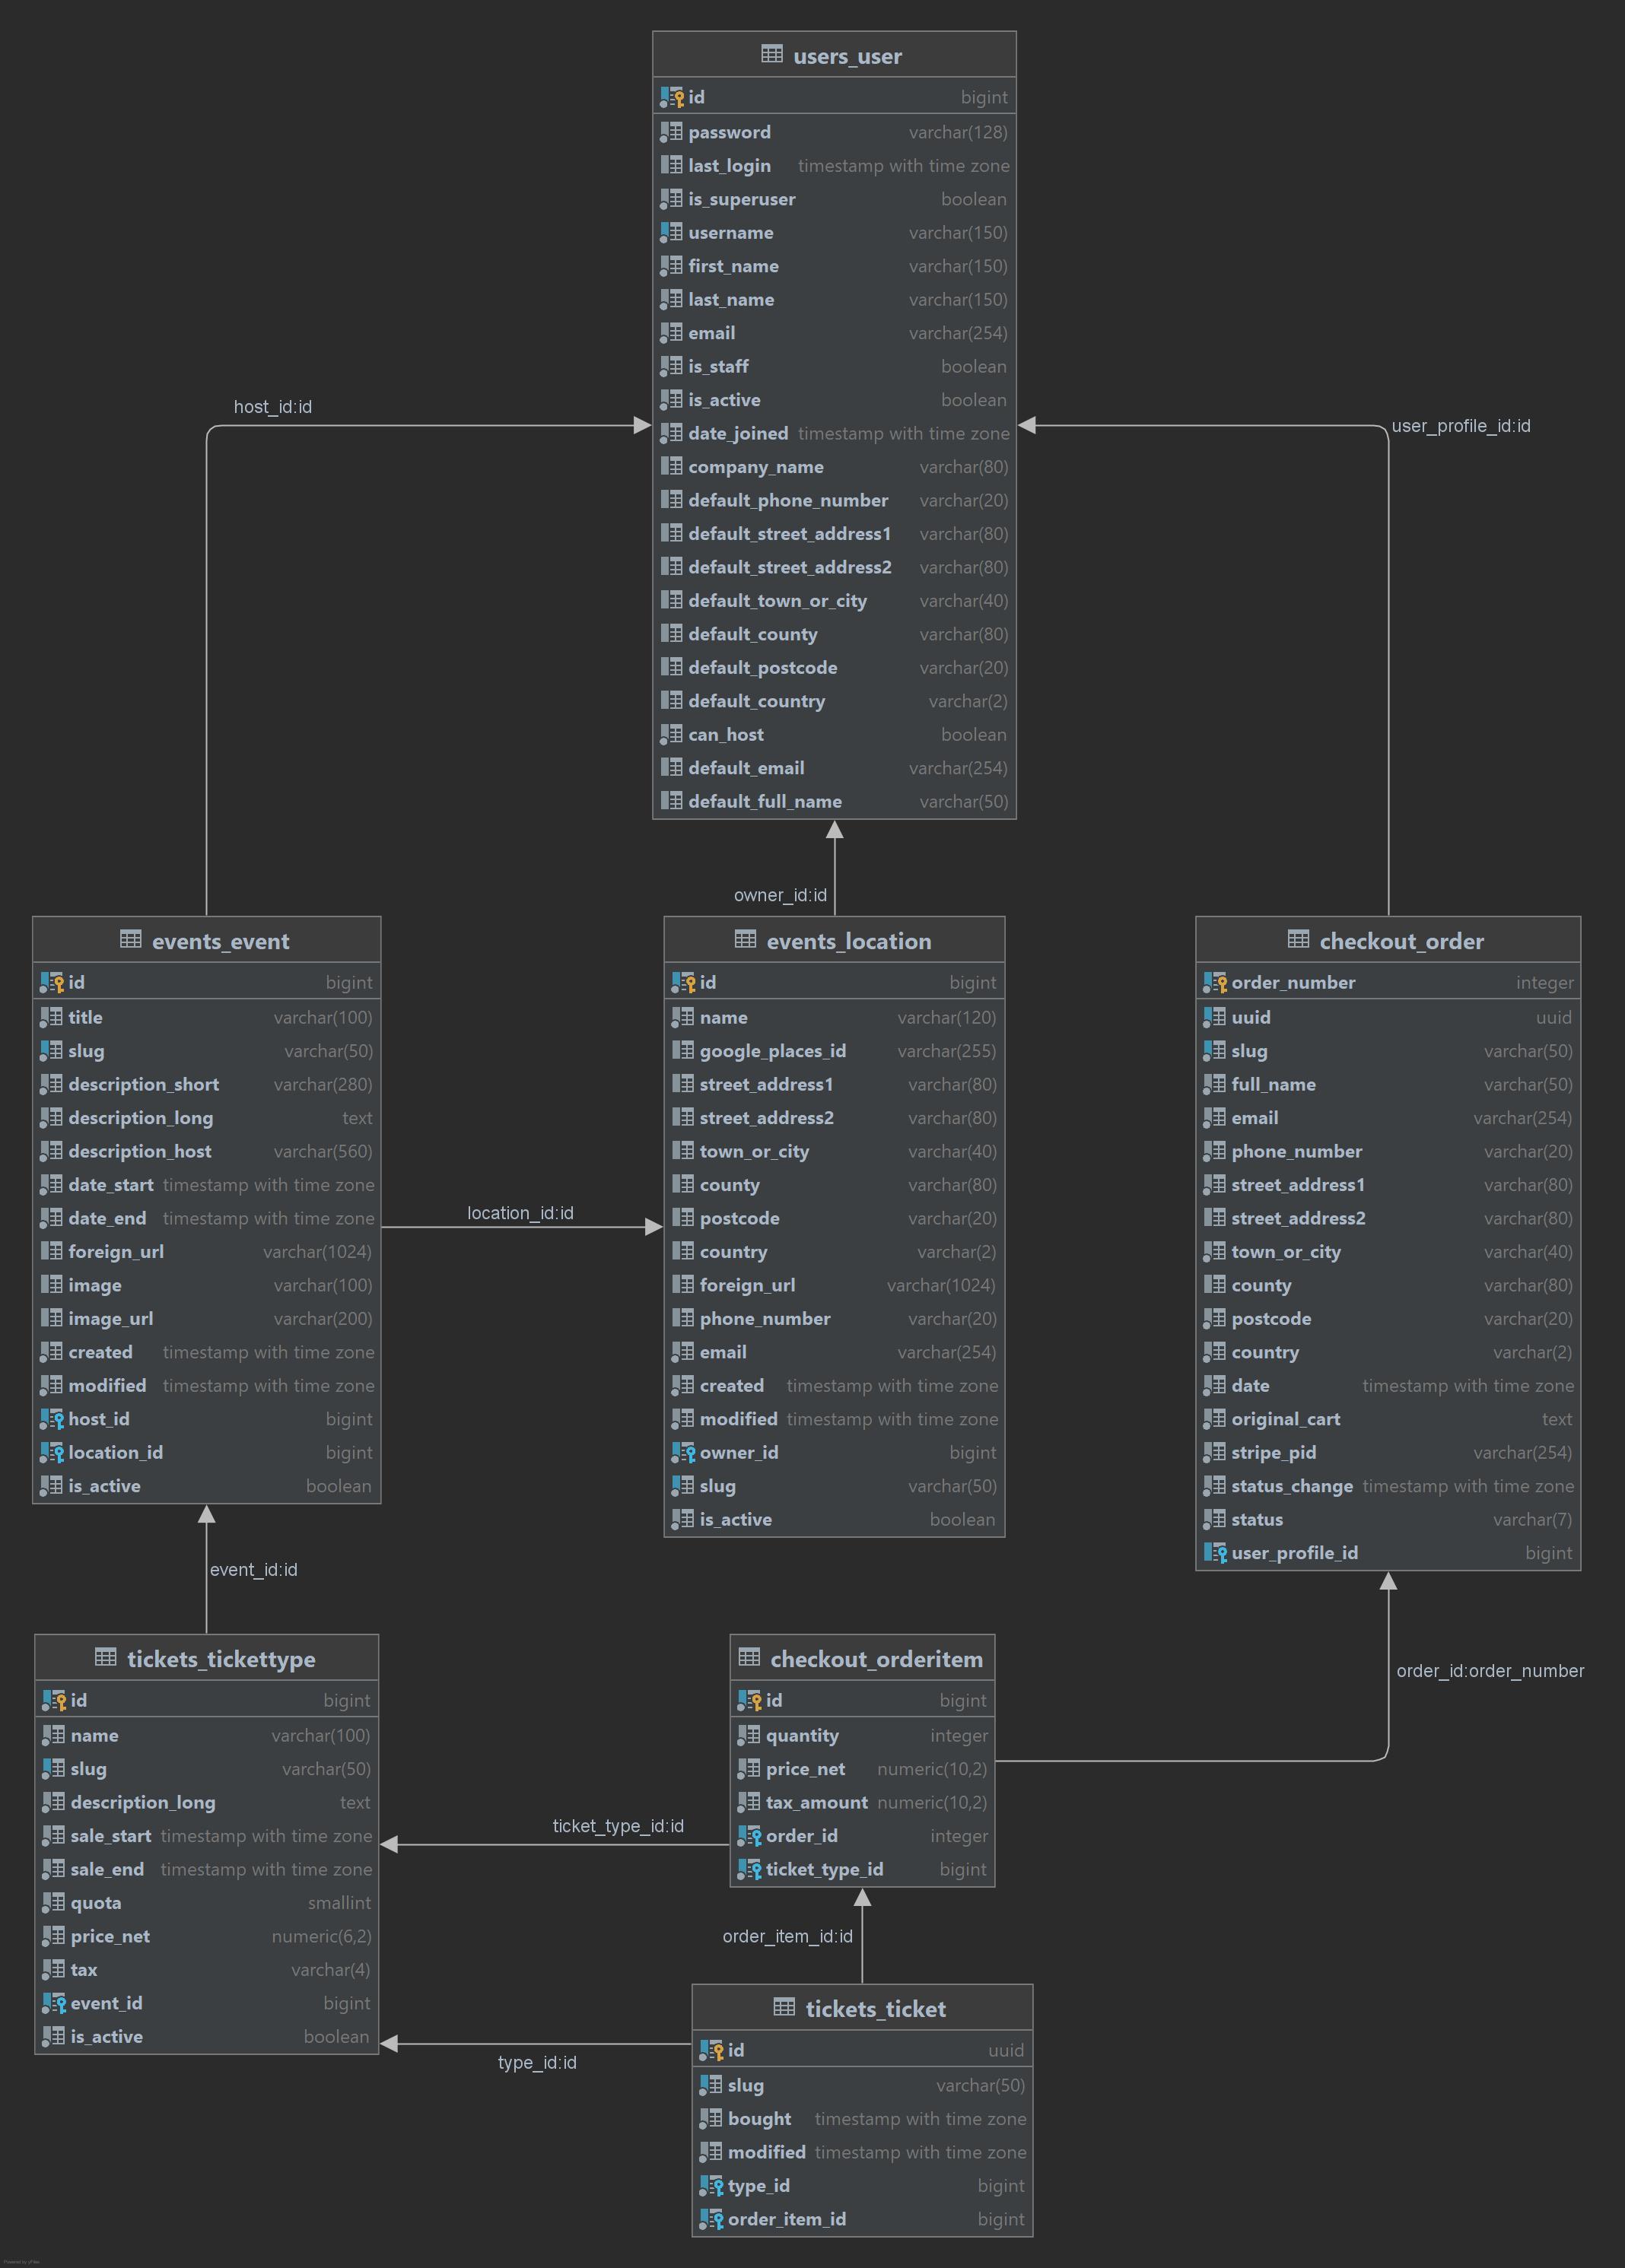 users_user
id bigint
password varchar(128)
last_login timestamp with time zone
is_superuser boolean
username varchar(150)
first_name varchar(150)
last_name varchar(150)
email varchar(254)
is_staff boolean
is_active boolean
date_joined timestamp with time zone
company_name varchar(80)
default_phone_number varchar(20)
default_street_address1 varchar(80)
default_street_address2 varchar(80)
default_town_or_city varchar(40)
default_county varchar(80)
default_postcode varchar(20)
default_country varchar(2)
can_host boolean
default_email varchar(254)
default_full_name varchar(50)
host_id:id
user_profile_id:id
owner_id:id
events_event
id bigint
title varchar(100)
slug varchar(50)
description_short varchar(280)
description_long text
description_host varchar(560)
date_start timestamp with time zone
date_end timestamp with time zone
foreign_url varchar(1024)
image varchar(100)
image_url varchar(200)
created timestamp with time zone
modified timestamp with time zone
host_id bigint
location_id bigint
is_active boolean
location_id:id
events_location
id bigint
name varchar(120)
google_places_id varchar(255)
street_address1 varchar(80)
street_address2 varchar(80)
town_or_city varchar(40)
county varchar(80)
postcode varchar(20)
country varchar(2)
foreign_url varchar(1024)
phone_number varchar(20)
email varchar(254)
created timestamp with time zone
modified timestamp with time zone
owner_id bigint
slug varchar(50)
is_active boolean
checkout_order
order_number integer
uuid uuid
slug varchar(50)
full_name varchar(50)
email varchar(254)
phone_number varchar(20)
street_address1 varchar(80)
street_address2 varchar(80)
town_or_city varchar(40)
county varchar(80)
postcode varchar(20)
country varchar(2)
date timestamp with time zone
original_cart text
stripe_pid varchar(254)
status_change timestamp with time zone
status varchar(7)
user_profile_id bigint
event_id:id
order_id:order_number
tickets_tickettype
id bigint
name varchar(100)
slug varchar(50)
description_long text
sale_start timestamp with time zone
sale_end timestamp with time zone
quota smallint
price_net numeric(6,2)
tax varchar(4)
event_id bigint
is_active boolean
ticket_type_id:id
checkout_orderitem
id bigint
quantity integer
price_net numeric(10,2)
tax_amount numeric(10,2)
order_id integer
ticket_type_id bigint
order_item_id:id
type_id:id
tickets_ticket
id uuid
slug varchar(50)
bought timestamp with time zone
modified timestamp with time zone
type_id bigint
order_item_id bigint
Powered by yFiles